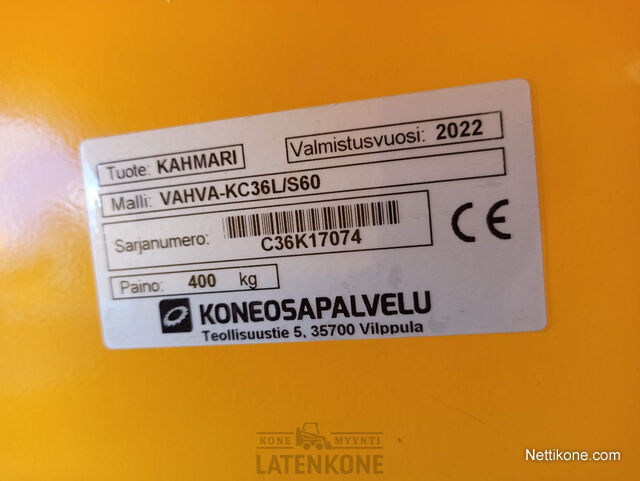 Tuote: KAHMARI
Valmistusvuosi: 2022
Malli: VAHVA-KC36L/S60
Sarjanumero:
C36K17074
CE
Paino: 400 kg
KONEOSAPALVELU
Teollisuustie 5, 35700 Vilppula
KONE MYYNTI
LATENKONE
Nettikone.com